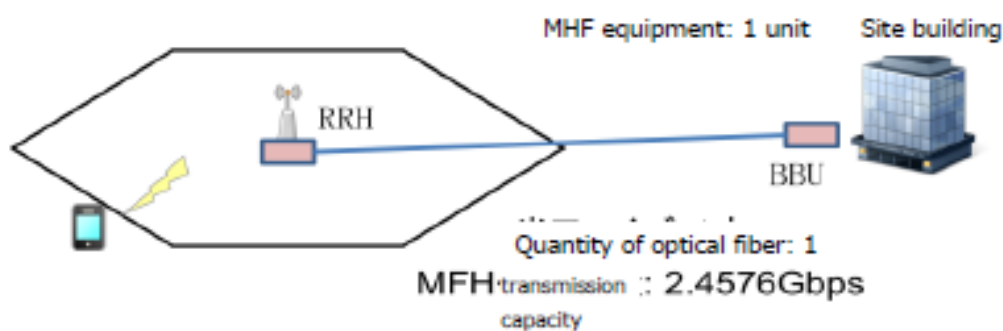 MHF equipment: 1 unit
Site building
RRH
BBU
Quantity of optical fiber: 1
MFH transmission : 2.4576Gbps
capacity